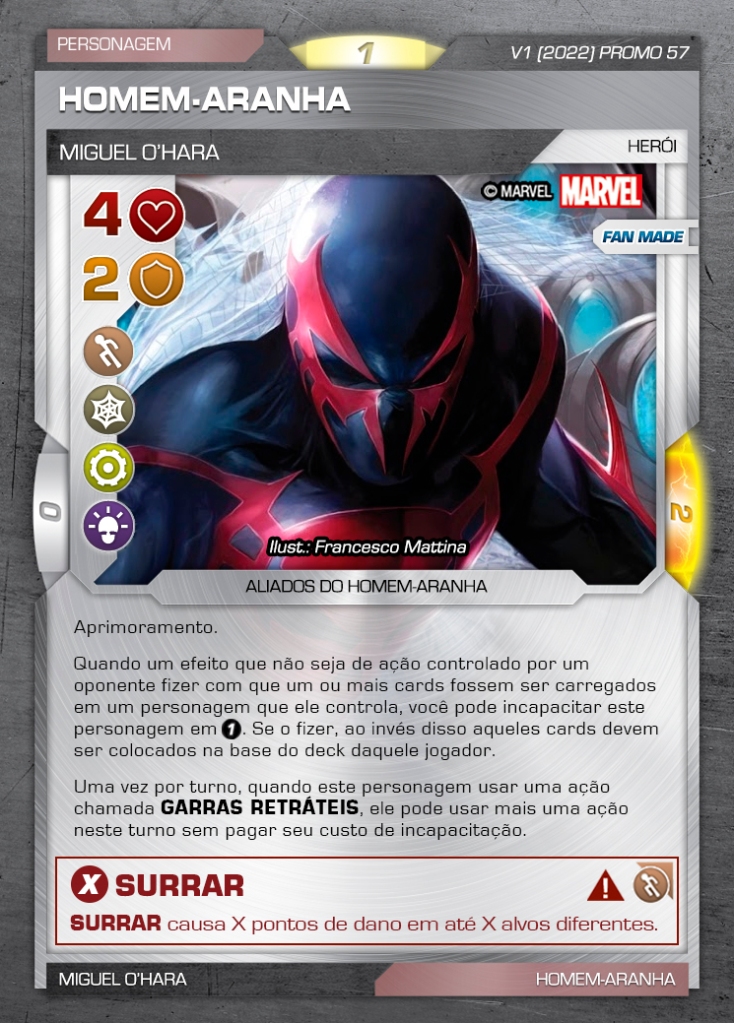 PERSONAGEM
1
V1 (2022) PROMO 57
HOMEM-ARANHA
MIGUEL O'HARA
HERÓI
© MARVEL MARVEL
4
FAN MADE
2
0
2
Ilust.: Francesco Mattina
ALIADOS DO HOMEM-ARANHA
Aprimoramento.
Quando um efeito que não seja de ação controlado por um
oponente fizer com que um ou mais cards fossem ser carregados
em um personagem que ele controla, você pode incapacitar este
personagem em 1. Se o fizer, ao invés disso aqueles cards devem
ser colocados na base do deck daquele jogador.
Uma vez por turno, quando este personagem usar uma ação
chamada GARRAS RETRÁTEIS, ele pode usar mais uma ação
neste turno sem pagar seu custo de incapacitação.
X SURRAR
SURRAR causa X pontos de dano em até X alvos diferentes.
MIGUEL O'HARA
HOMEM-ARANHA